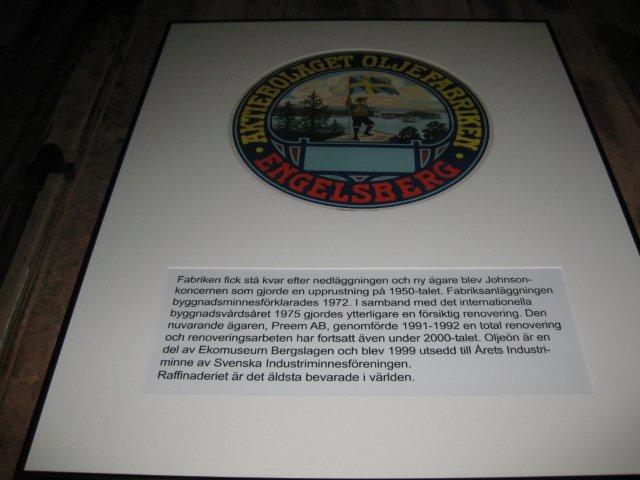 AKTIEBOLAGET OLJEFABRIKEN
ENGELSBERG
Fabriken fick stå kvar efter nedläggningen och ny ägare blev Johnson-
koncernen som gjorde en upprustning på 1950-talet. Fabriksanläggningen
byggnadsminnesförklarades 1972. I samband med det internationella
byggnadsvårdsåret 1975 gjordes ytterligare en försiktig renovering. Den
nuvarande ägaren, Preem AB, genomförde 1991-1992 en total renovering
och renoveringsarbeten har fortsatt även under 2000-talet. Oljeön är en
del av Ekomuseum Bergslagen och blev 1999 utsedd till Årets Industri-
minne av Svenska Industriminnesföreningen.
Raffinaderiet är det äldsta bevarade i världen.